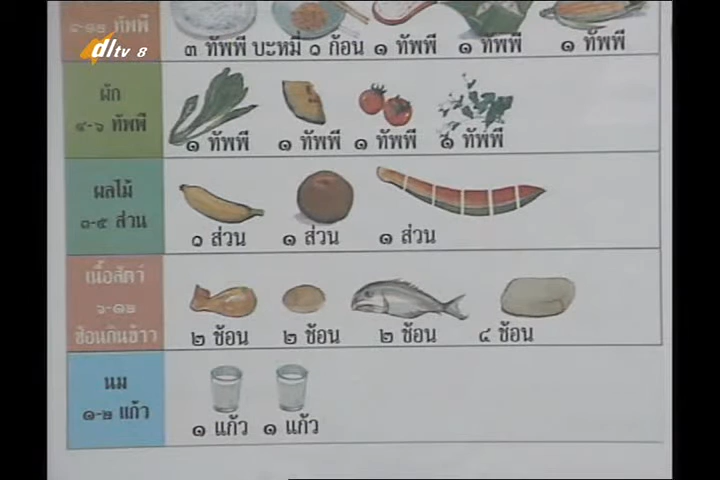 ๘-๑๒ ทัพพี
dltv 8
๓ ทัพพี บะหมี่ ๑ ก้อน ๑ ทัพพี ๑ ทัพพี ๑ ทัพพี
ผัก
๔-๖ ทัพพี
๑ ทัพพี ๑ ทัพพี ๑ ทัพพี ๑ ทัพพี
ผลไม้
๓-๕ ส่วน
๑ ส่วน ๑ ส่วน ๑ ส่วน
เนื้อสัตว์
๖-๑๒
ช้อนกินข้าว
๒ ช้อน ๒ ช้อน ๒ ช้อน ๔ ช้อน
นม
๑-๒ แก้ว
๑ แก้ว ๑ แก้ว